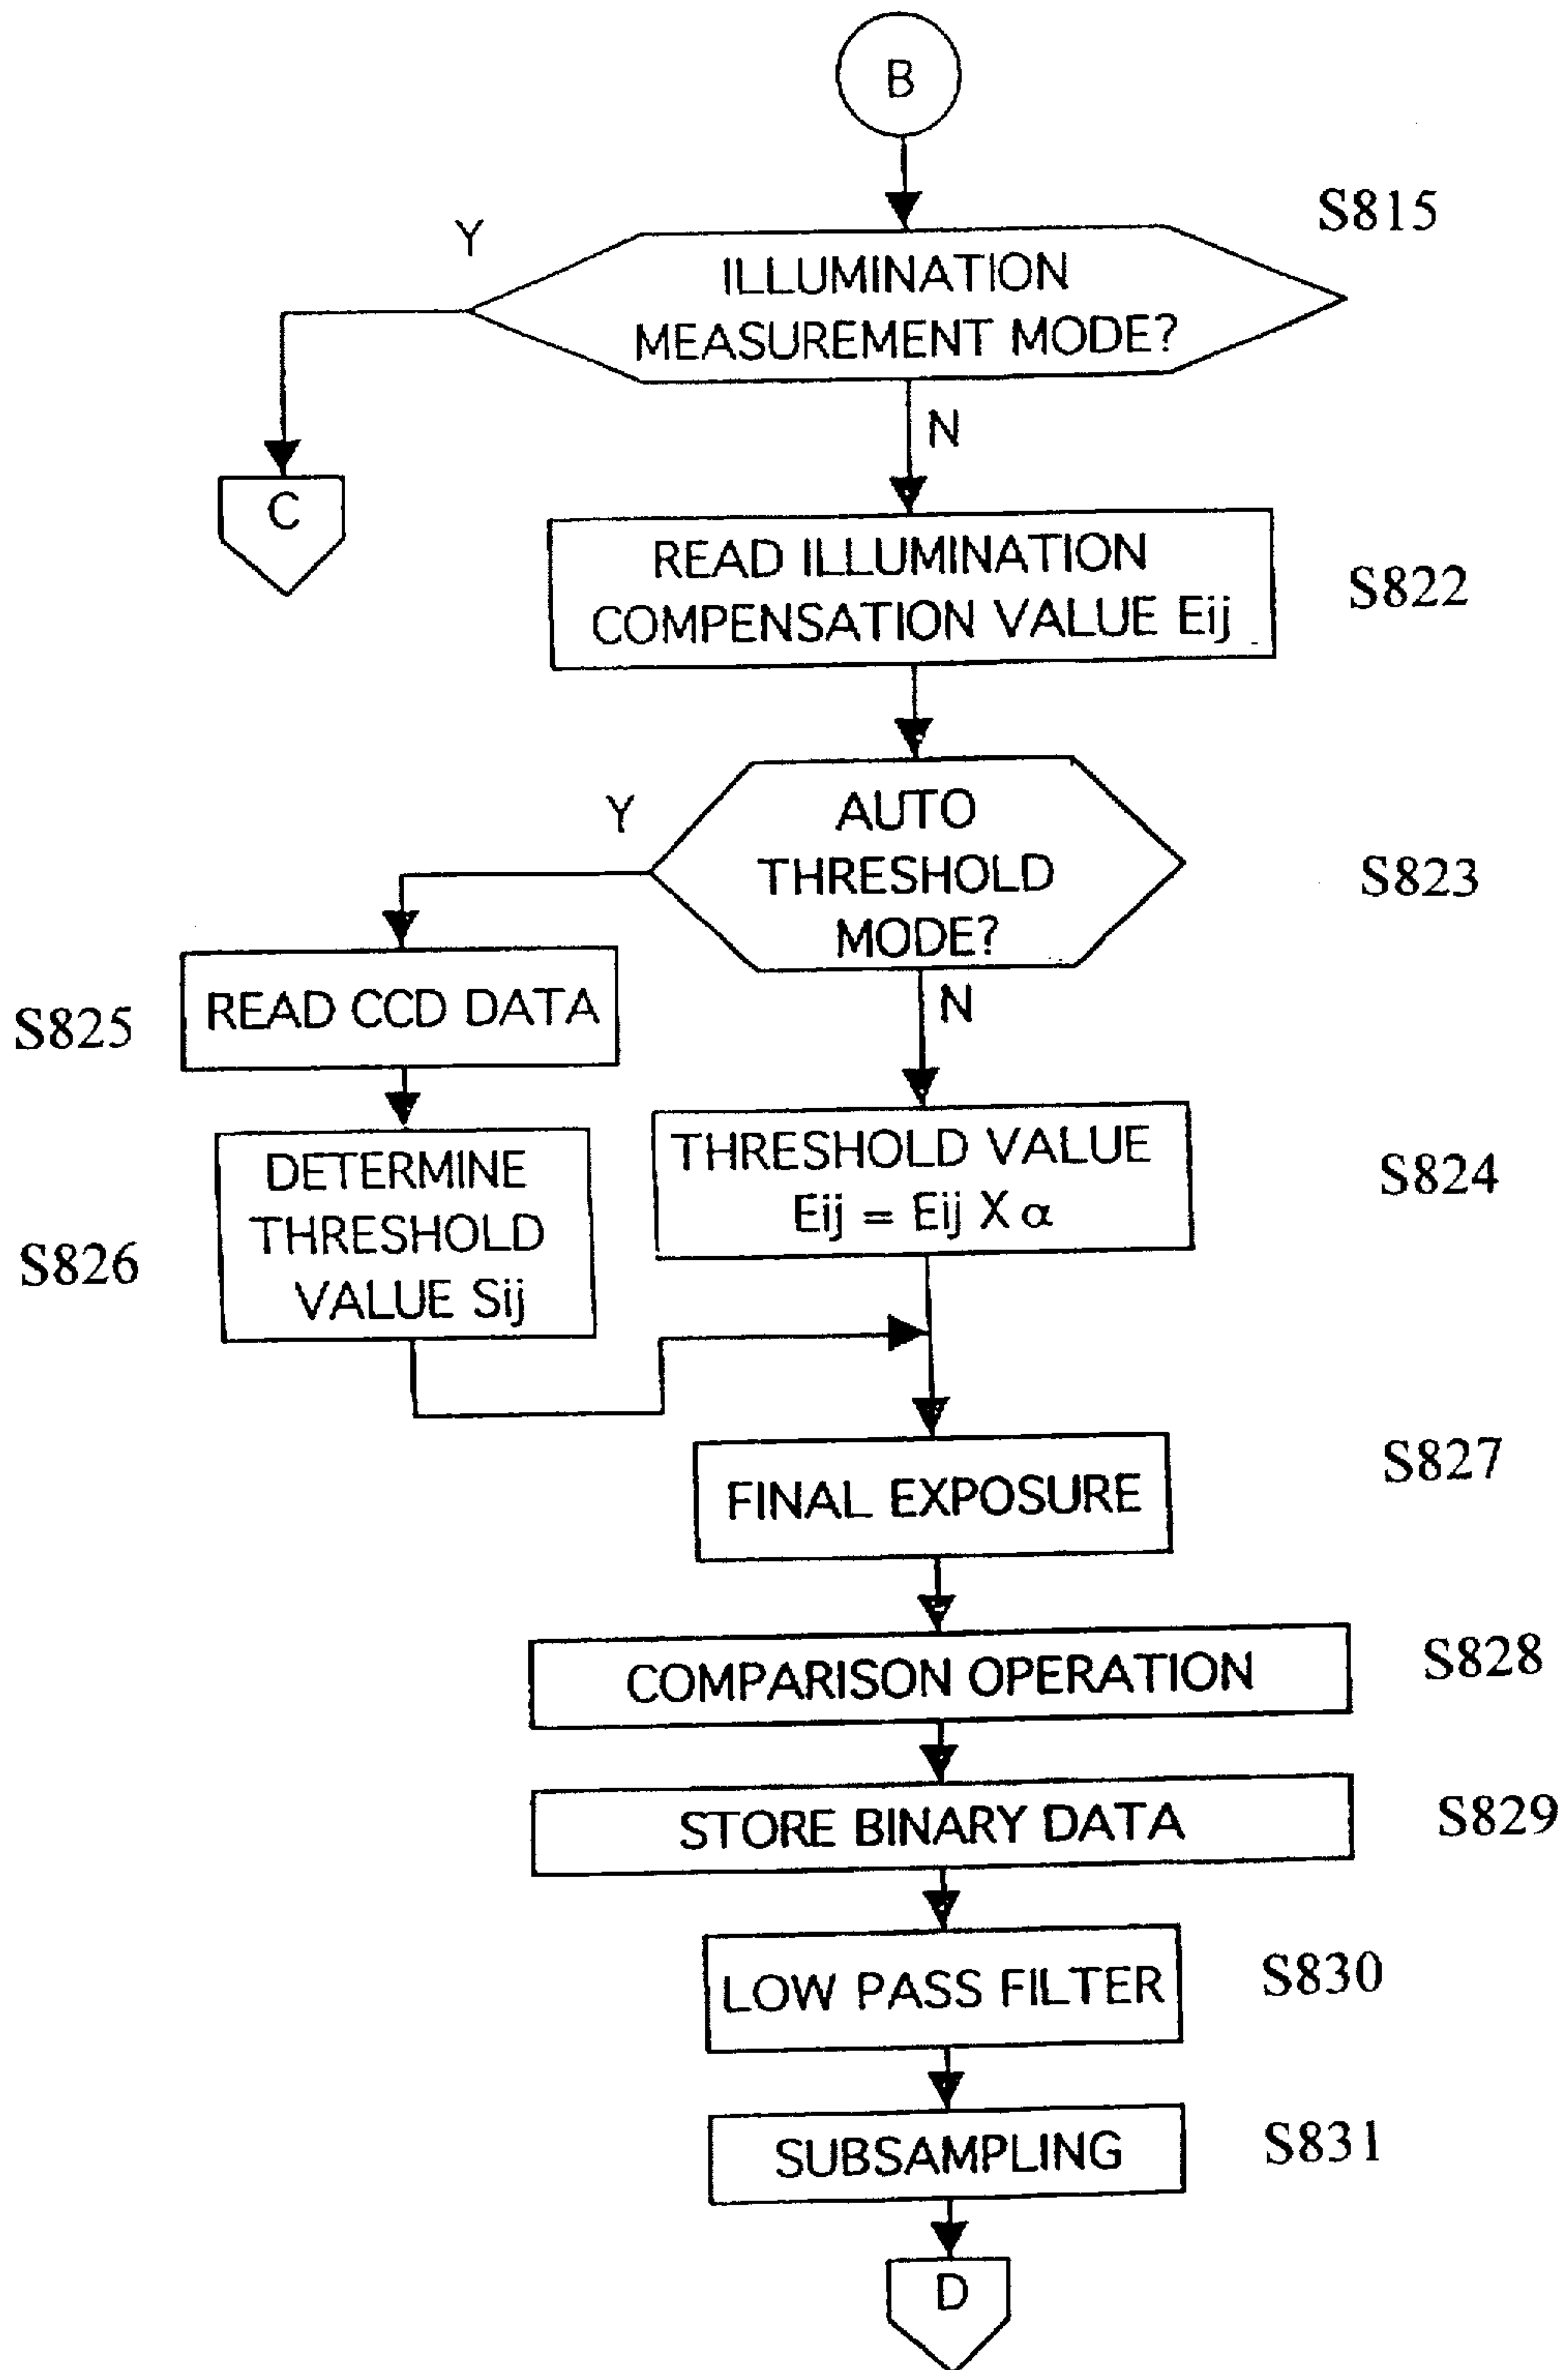 B
S815
Y
ILLUMINATION
MEASUREMENT MODE?
N
C
READ ILLUMINATION
COMPENSATION VALUE Eij
S822
Y
AUTO
THRESHOLD
MODE?
S823
N
READ CCD DATA
S825
THRESHOLD VALUE
Eij = Eij X α
S824
DETERMINE
THRESHOLD
VALUE Sij
S826
FINAL EXPOSURE
S827
COMPARISON OPERATION
S828
STORE BINARY DATA
S829
LOW PASS FILTER
S830
SUBSAMPLING
S831
D